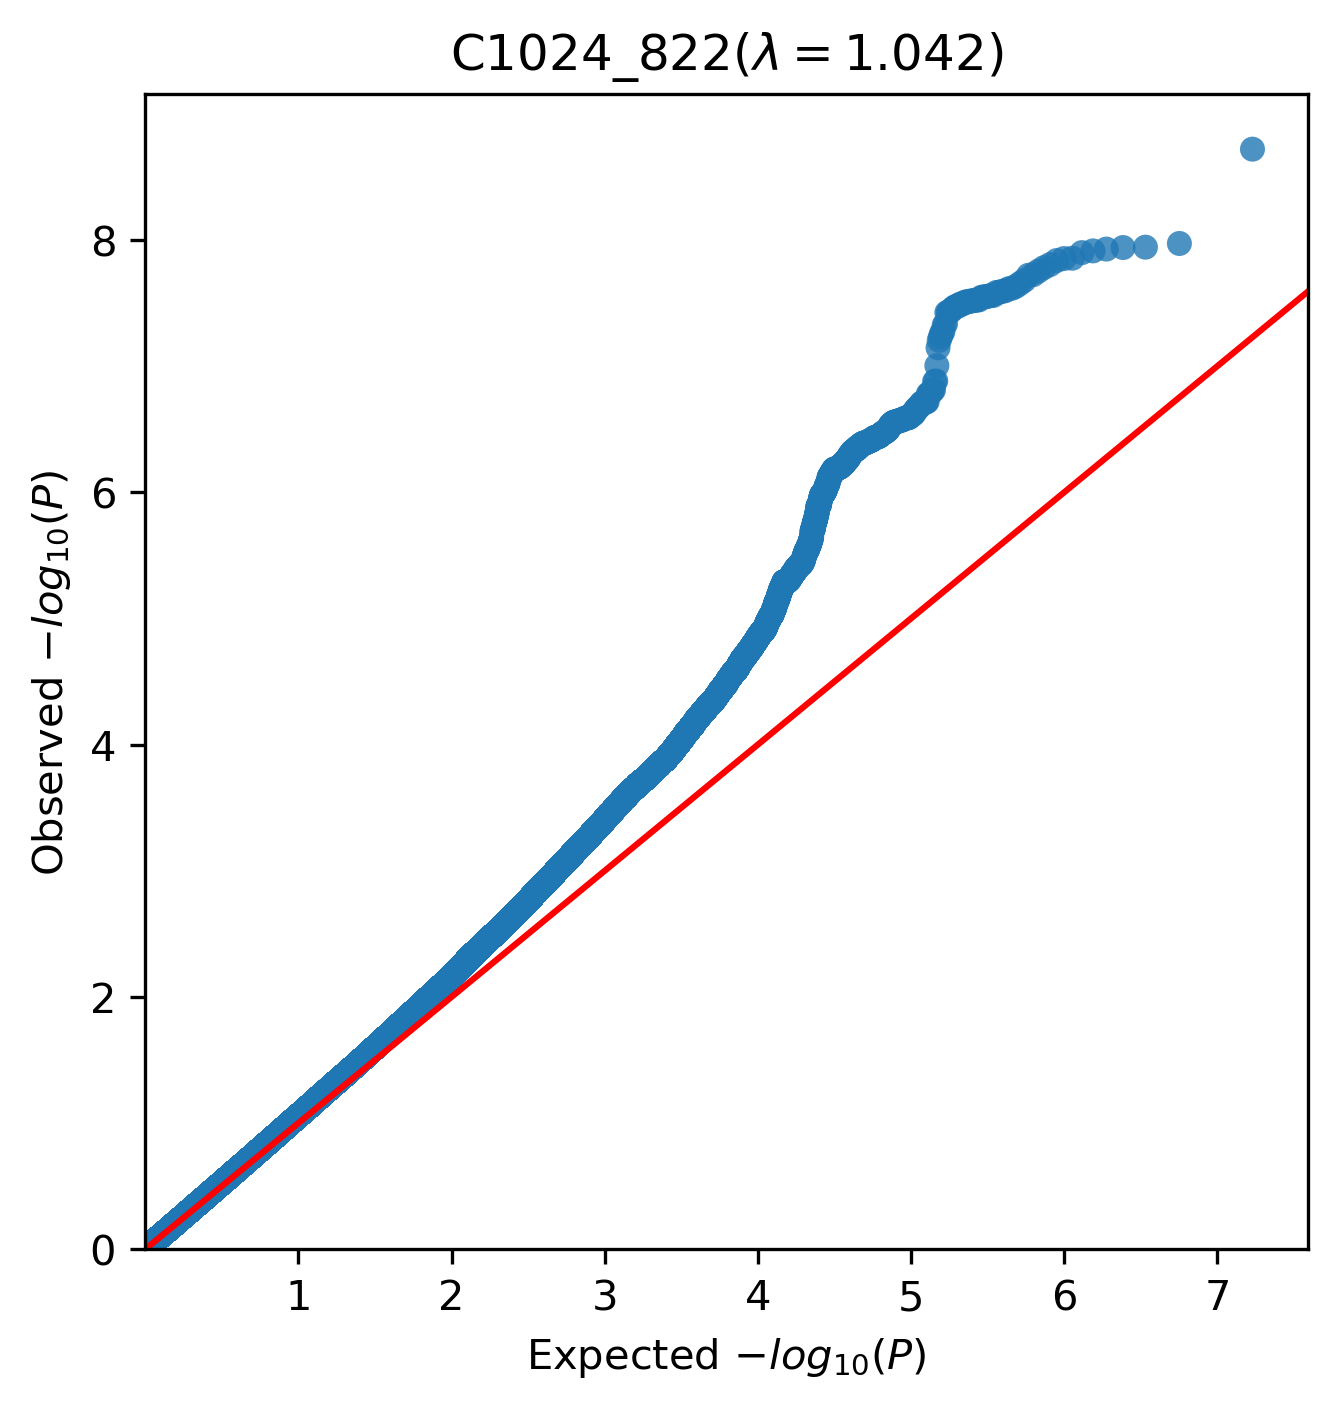 C1024_822(λ = 1.042)
Observed −log₁₀(P)
8
6
4
2
0
1 2 3 4 5 6 7
Expected −log₁₀(P)